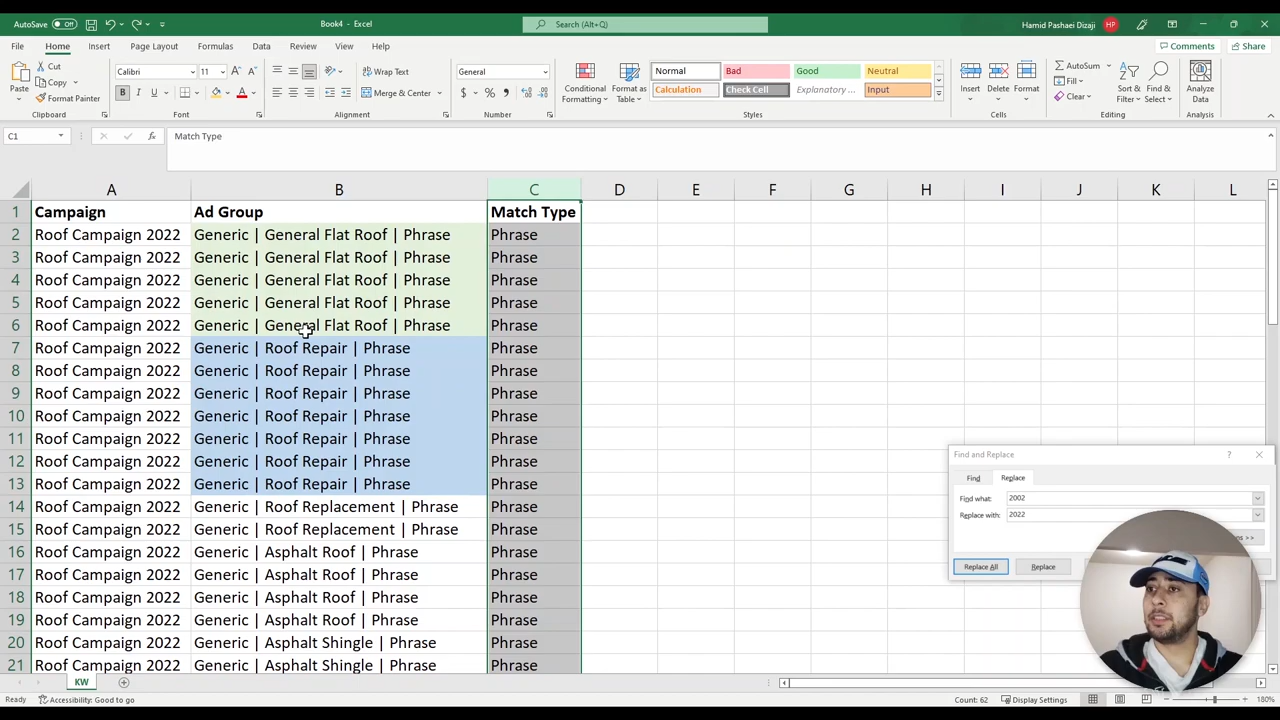 AutoSave Off
Book4 - Excel
Search (Alt+Q)
Hamid Pashaei Dizaji HP
File Home Insert Page Layout Formulas Data Review View Help
Comments Share
Paste
Cut
Copy
Format Painter
Clipboard
Calibri 11
B I U
Font
Wrap Text
Merge & Center
Alignment
General
$ % ,
Number
Conditional Formatting
Format as Table
Normal Bad Good Neutral
Calculation Check Cell Explanatory ... Input
Styles
Insert Delete Format
Cells
AutoSum
Fill
Clear
Sort & Filter
Find & Select
Editing
Analyze Data
Analysis
C1
fx
Match Type
A B C D E F G H I J K L
1 Campaign Ad Group Match Type
2 Roof Campaign 2022 Generic | General Flat Roof | Phrase Phrase
3 Roof Campaign 2022 Generic | General Flat Roof | Phrase Phrase
4 Roof Campaign 2022 Generic | General Flat Roof | Phrase Phrase
5 Roof Campaign 2022 Generic | General Flat Roof | Phrase Phrase
6 Roof Campaign 2022 Generic | General Flat Roof | Phrase Phrase
7 Roof Campaign 2022 Generic | Roof Repair | Phrase Phrase
8 Roof Campaign 2022 Generic | Roof Repair | Phrase Phrase
9 Roof Campaign 2022 Generic | Roof Repair | Phrase Phrase
10 Roof Campaign 2022 Generic | Roof Repair | Phrase Phrase
11 Roof Campaign 2022 Generic | Roof Repair | Phrase Phrase
12 Roof Campaign 2022 Generic | Roof Repair | Phrase Phrase
13 Roof Campaign 2022 Generic | Roof Repair | Phrase Phrase
14 Roof Campaign 2022 Generic | Roof Replacement | Phrase Phrase
15 Roof Campaign 2022 Generic | Roof Replacement | Phrase Phrase
16 Roof Campaign 2022 Generic | Asphalt Roof | Phrase Phrase
17 Roof Campaign 2022 Generic | Asphalt Roof | Phrase Phrase
18 Roof Campaign 2022 Generic | Asphalt Roof | Phrase Phrase
19 Roof Campaign 2022 Generic | Asphalt Roof | Phrase Phrase
20 Roof Campaign 2022 Generic | Asphalt Shingle | Phrase Phrase
21 Roof Campaign 2022 Generic | Asphalt Shingle | Phrase Phrase
Find and Replace ?
Find Replace
Find what: 2002
Replace with: 2022
Replace All Replace
KW
Ready Accessibility: Good to go
Count: 62 Display Settings 180%